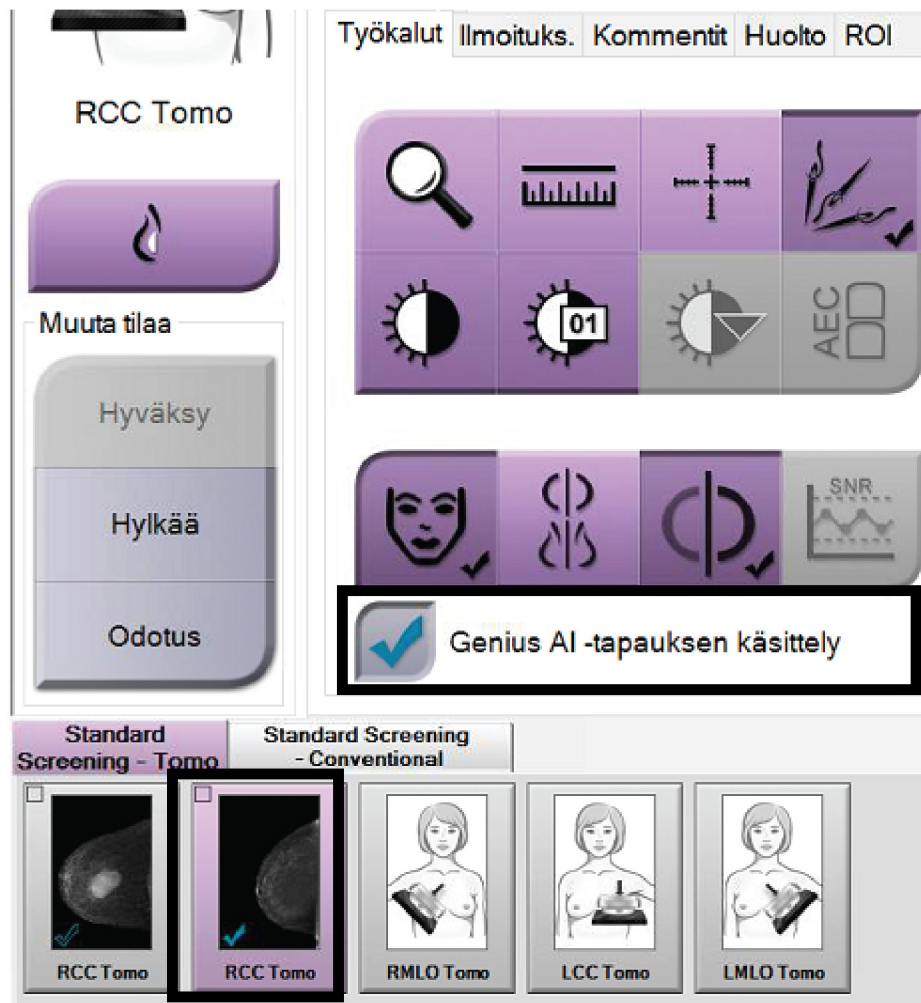 RCC Tomo
Muuta tilaa
Hyväksy
Hylkää
Odotus
Työkalut
Ilmoituks.
Kommentit
Huolto
ROI
01
AEC
SNR
Genius AI -tapauksen käsittely
Standard
Screening - Tomo
Standard Screening
- Conventional
RCC Tomo
RCC Tomo
RMLO Tomo
LCC Tomo
LMLO Tomo